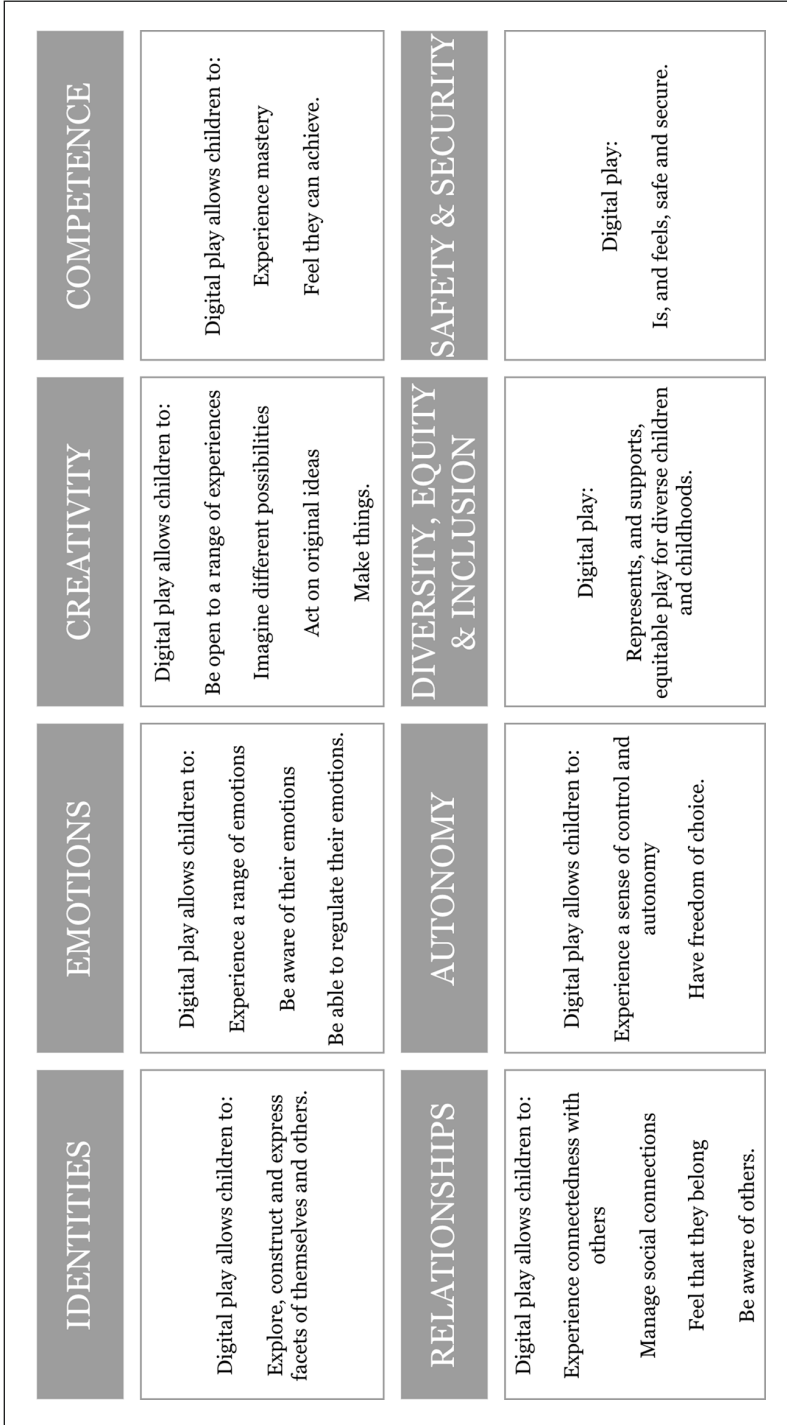 IDENTITIES
Digital play allows children to:
Explore, construct and express
facets of themselves and others.
EMOTIONS
Digital play allows children to:
Experience a range of emotions
Be aware of their emotions
Be able to regulate their emotions.
CREATIVITY
Digital play allows children to:
Be open to a range of experiences
Imagine different possibilities
Act on original ideas
Make things.
COMPETENCE
Digital play allows children to:
Experience mastery
Feel they can achieve.
RELATIONSHIPS
Digital play allows children to:
Experience connectedness with
others
Manage social connections
Feel that they belong
Be aware of others.
AUTONOMY
Digital play allows children to:
Experience a sense of control and
autonomy
Have freedom of choice.
DIVERSITY, EQUITY
& INCLUSION
Digital play:
Represents, and supports,
equitable play for diverse children
and childhoods.
SAFETY & SECURITY
Digital play:
Is, and feels, safe and secure.